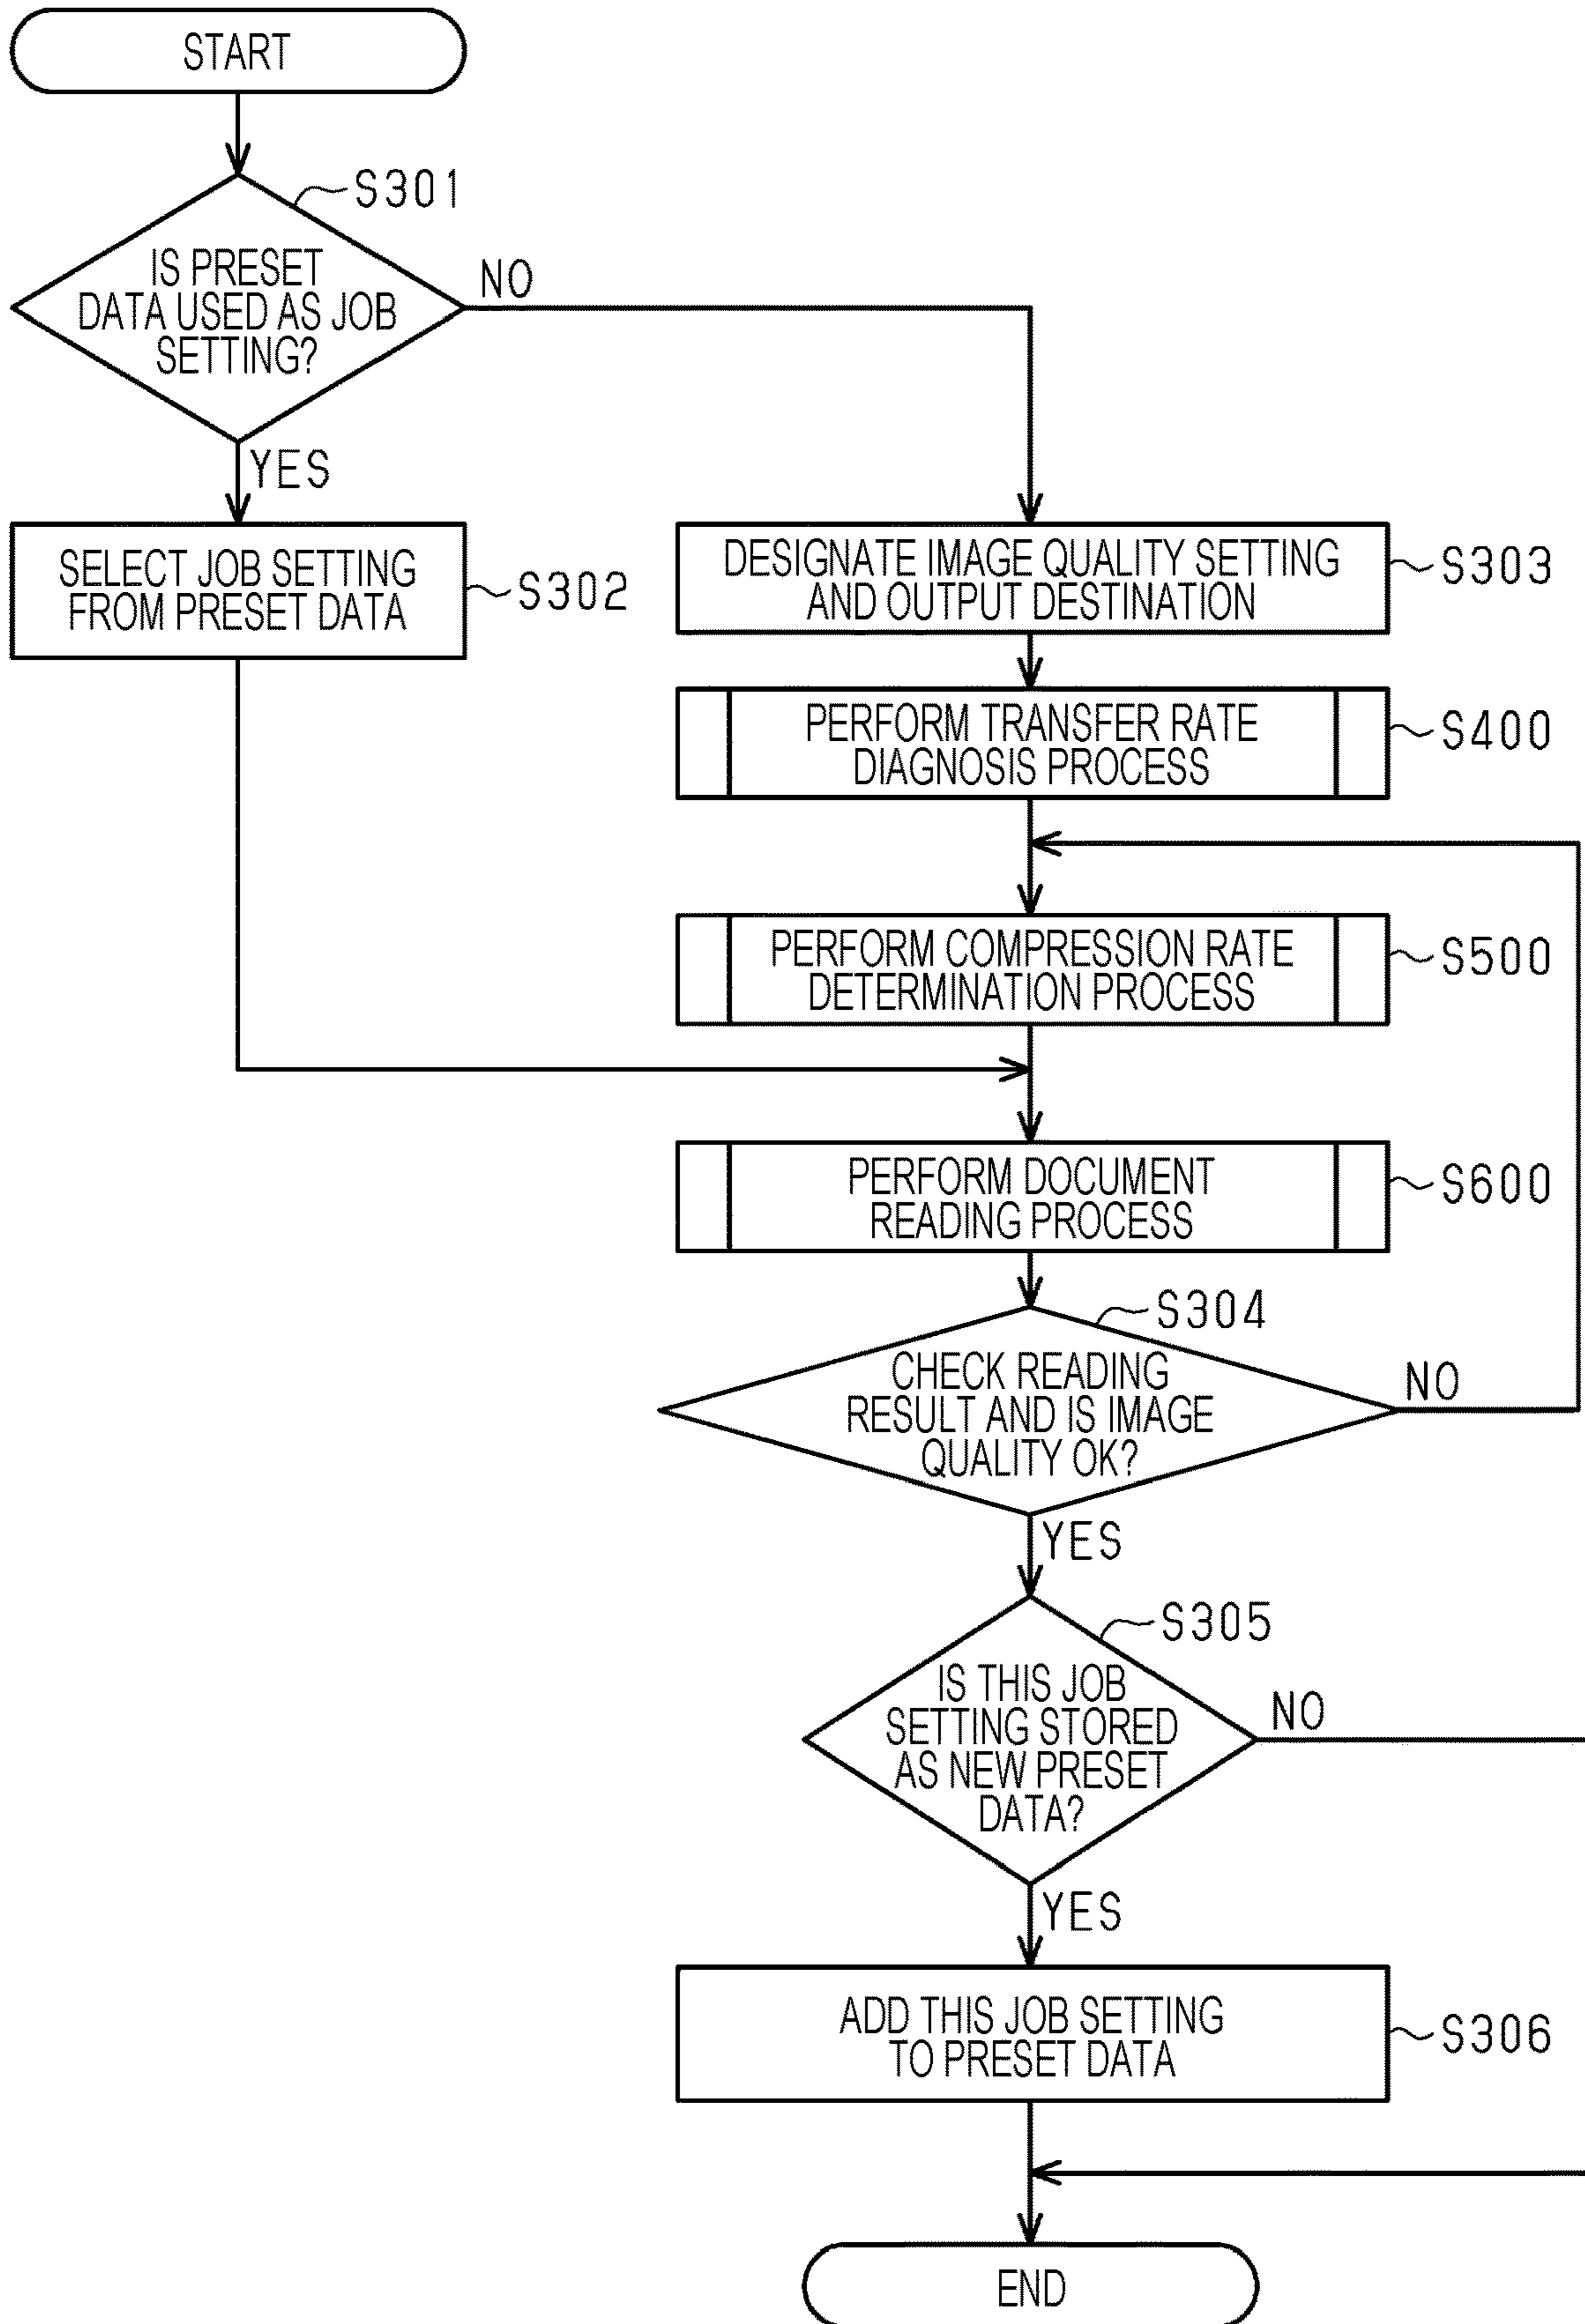 START
S301
IS PRESET
DATA USED AS JOB
SETTING?
NO
YES
SELECT JOB SETTING
FROM PRESET DATA
S302
DESIGNATE IMAGE QUALITY SETTING
AND OUTPUT DESTINATION
S303
PERFORM TRANSFER RATE
DIAGNOSIS PROCESS
S400
PERFORM COMPRESSION RATE
DETERMINATION PROCESS
S500
PERFORM DOCUMENT
READING PROCESS
S600
S304
CHECK READING
RESULT AND IS IMAGE
QUALITY OK?
NO
YES
S305
IS THIS JOB
SETTING STORED
AS NEW PRESET
DATA?
NO
YES
ADD THIS JOB SETTING
TO PRESET DATA
S306
END